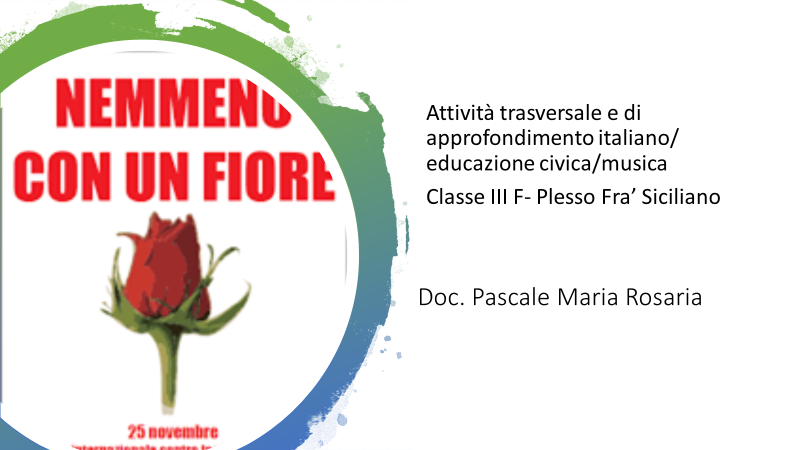 NEMMENO
CON UN FIORE
25 novembre
Attività trasversale e di
approfondimento italiano/
educazione civica/musica
Classe III F- Plesso Fra’ Siciliano
Doc. Pascale Maria Rosaria